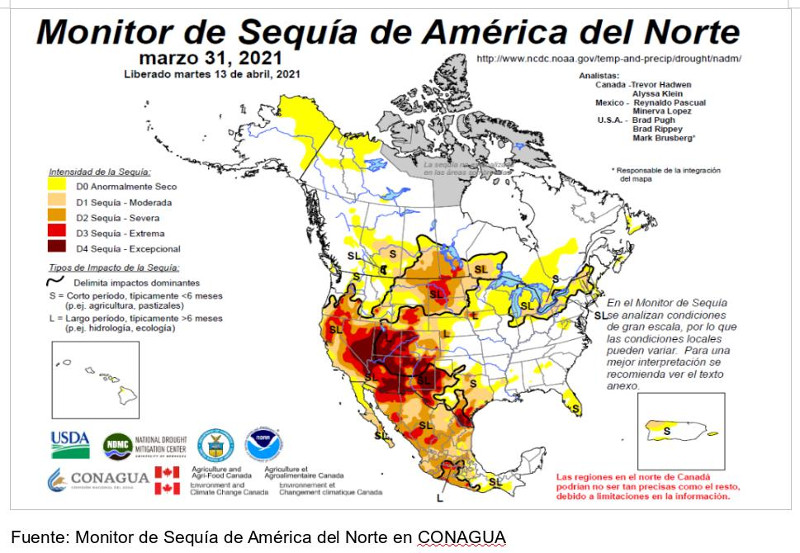 Monitor de Sequía de América del Norte
marzo 31, 2021
Liberado martes 13 de abril, 2021
http://www.ncdc.noaa.gov/temp-and-precip/drought/nadm/
Analistas:
Canada -Trevor Hadwen
Alyssa Klein
Mexico - Reynaldo Pascual
Minerva Lopez
U.S.A. - Brad Pugh
Brad Rippey
Mark Brusberg*
* Responsable de la integración
del mapa
La sequía no
en las áreas
Intensidad de la Sequía:
D0 Anormalmente Seco
D1 Sequía - Moderada
D2 Sequía - Severa
D3 Sequía - Extrema
D4 Sequía - Excepcional
Tipos de Impacto de la Sequía:
Delimita impactos dominantes
S = Corto período, típicamente <6 meses
(p.ej. agricultura, pastizales)
L = Largo período, típicamente >6 meses
(p.ej. hidrología, ecología)
SL
S
S
SL
S
SL
L
L
SL
SL
SL
SL
SL
S
S
S
SL
SL
L
S
En el Monitor de Sequía
se analizan condiciones
de gran escala, por lo que
las condiciones locales
pueden variar. Para una
mejor interpretación se
recomienda ver el texto
anexo.
USDA
NDMC
NATIONAL DROUGHT
MITIGATION CENTER
NOAA
CONAGUA
COMISIÓN NACIONAL DEL AGUA
Agriculture and
Agri-Food Canada
Agriculture et
Agroalimentaire Canada
Environment and
Climate Change Canada
Environnement et
Changement climatique Canada
Las regiones en el norte de Canadá
podrían no ser tan precisas como el resto,
debido a limitaciones en la información.
Fuente: Monitor de Sequía de América del Norte en CONAGUA